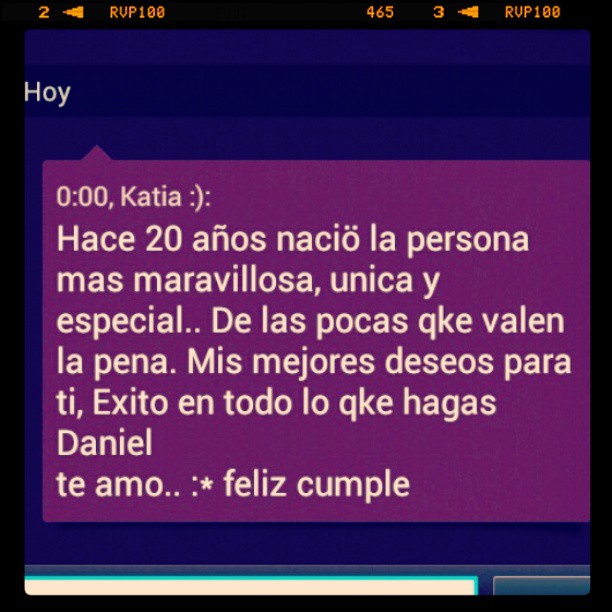 2 RVP100 465 3 RVP100
Hoy
0:00, Katia :):
Hace 20 años naciö la persona
mas maravillosa, unica y
especial.. De las pocas qke valen
la pena. Mis mejores deseos para
ti, Exito en todo lo qke hagas
Daniel
te amo.. :* feliz cumple